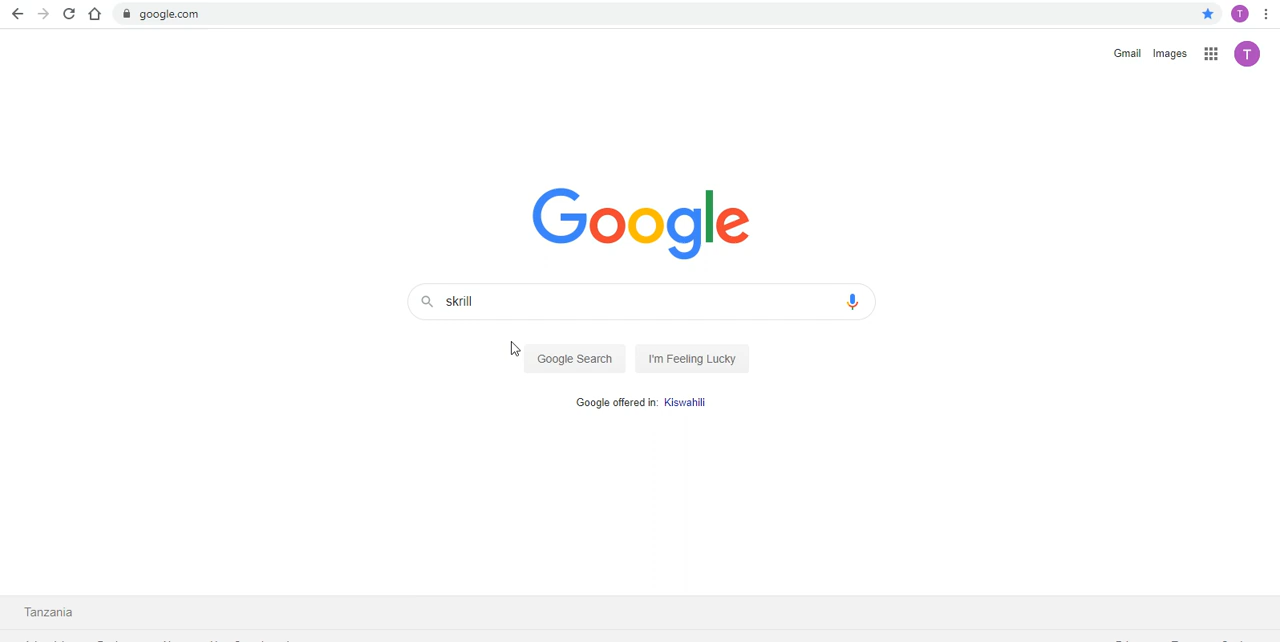 google.com
T
Gmail Images T
Google
skrill
Google Search I'm Feeling Lucky
Google offered in: Kiswahili
Tanzania